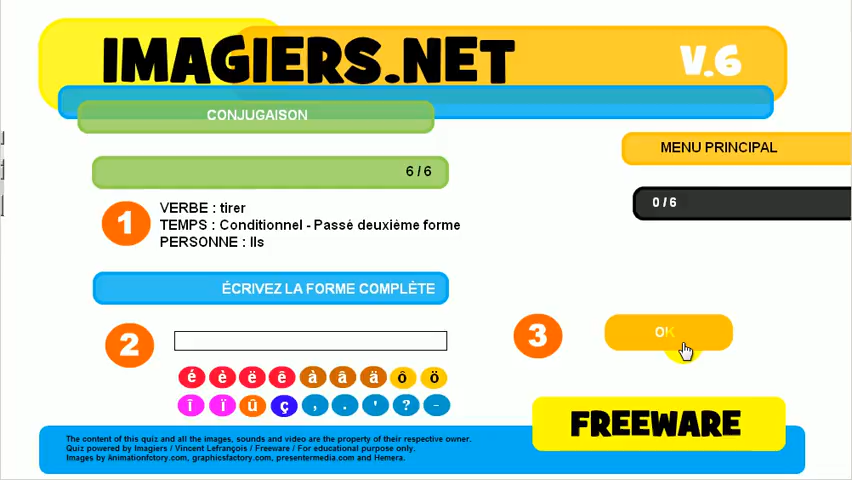 IMAGIERS.NET
V.6
CONJUGAISON
MENU PRINCIPAL
6 / 6
0 / 6
1
VERBE : tirer
TEMPS : Conditionnel - Passé deuxième forme
PERSONNE : Ils
ÉCRIVEZ LA FORME COMPLÈTE
2
3
OK
é è ë ê à â ä ô ö
î ï û ç , . ' ? -
FREEWARE
The content of this quiz and all the images, sounds and video are the property of their respective owner.
Quiz powered by Imagiers / Vincent Lefrançois / Freeware / For educational purpose only.
Images by Animationfctory.com, graphicsfactory.com, presentermedia.com and Hemera.